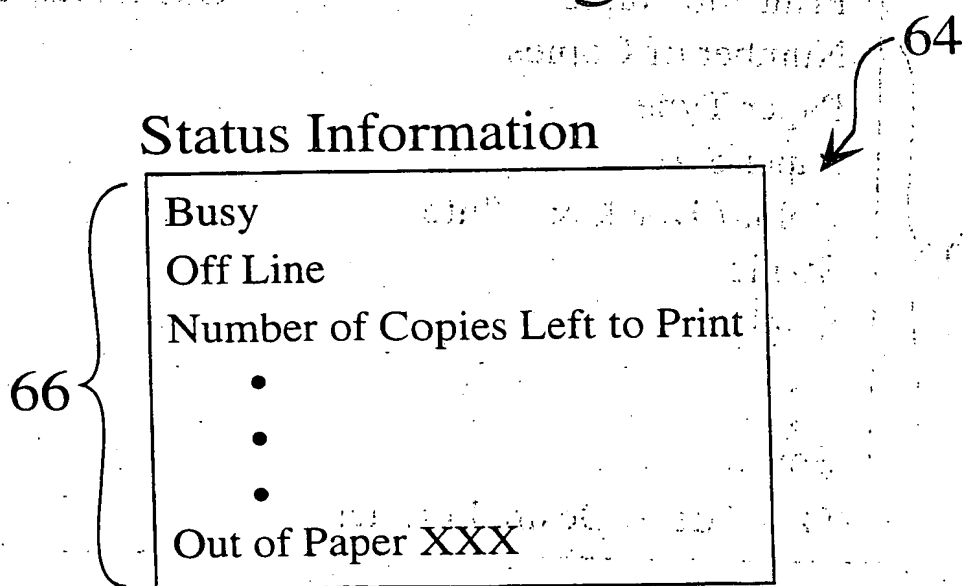 64
Status Information
Busy
Off Line
Number of Copies Left to Print
66
•
•
•
Out of Paper XXX